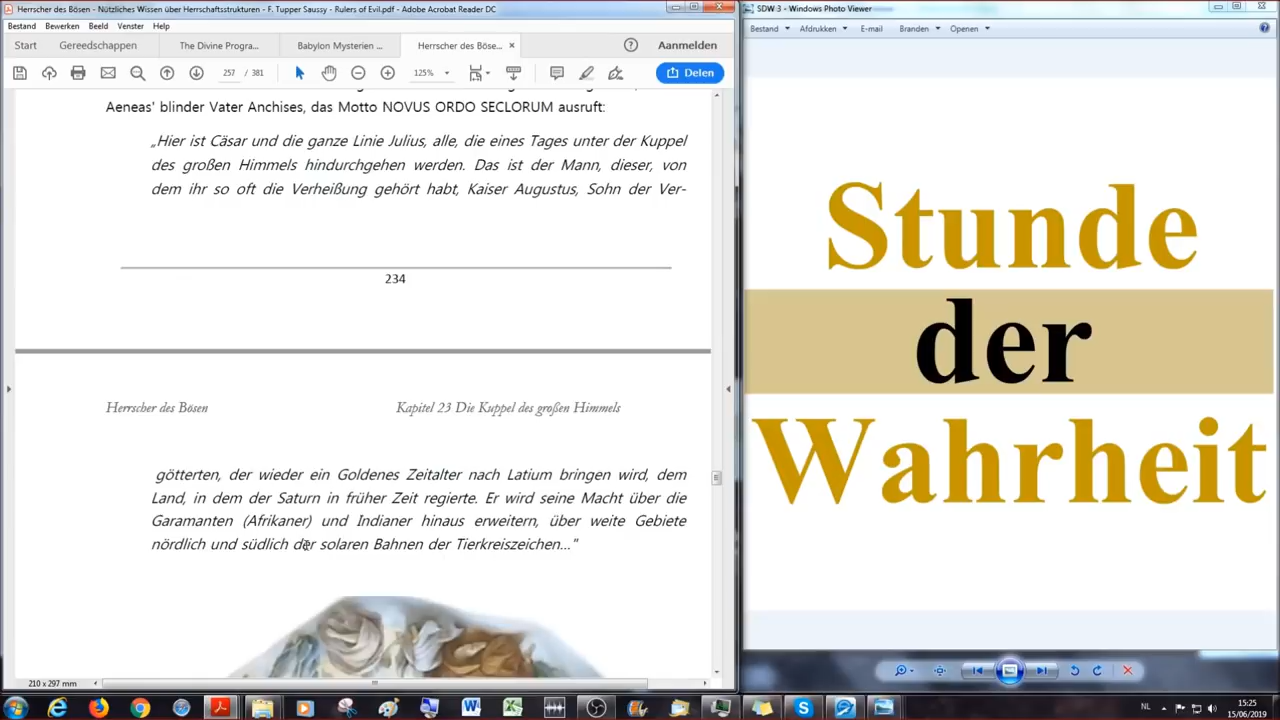 Herrscher des Bösen - Nützliches Wissen über Herrschaftsstrukturen - F. Tupper Saussy - Rulers of Evil.pdf - Adobe Acrobat Reader DC
Bestand Bewerken Beeld Venster Help
Start Gereedschappen The Divine Progra... Babylon Mysterien ... Herrscher des Böse... × Aanmelden
257 / 381 125% Delen
Aeneas' blinder Vater Anchises, das Motto NOVUS ORDO SECLORUM ausruft:
„Hier ist Cäsar und die ganze Linie Julius, alle, die eines Tages unter der Kuppel
des großen Himmels hindurchgehen werden. Das ist der Mann, dieser, von
dem ihr so oft die Verheißung gehört habt, Kaiser Augustus, Sohn der Ver-
234
Herrscher des Bösen Kapitel 23 Die Kuppel des großen Himmels
götterten, der wieder ein Goldenes Zeitalter nach Latium bringen wird, dem
Land, in dem der Saturn in früher Zeit regierte. Er wird seine Macht über die
Garamanten (Afrikaner) und Indianer hinaus erweitern, über weite Gebiete
nördlich und südlich der solaren Bahnen der Tierkreiszeichen..."
210 x 297 mm
SDW 3 - Windows Photo Viewer
Bestand Afdrukken E-mail Branden Openen
Stunde
der
Wahrheit
NL 15:25
15/06/2019